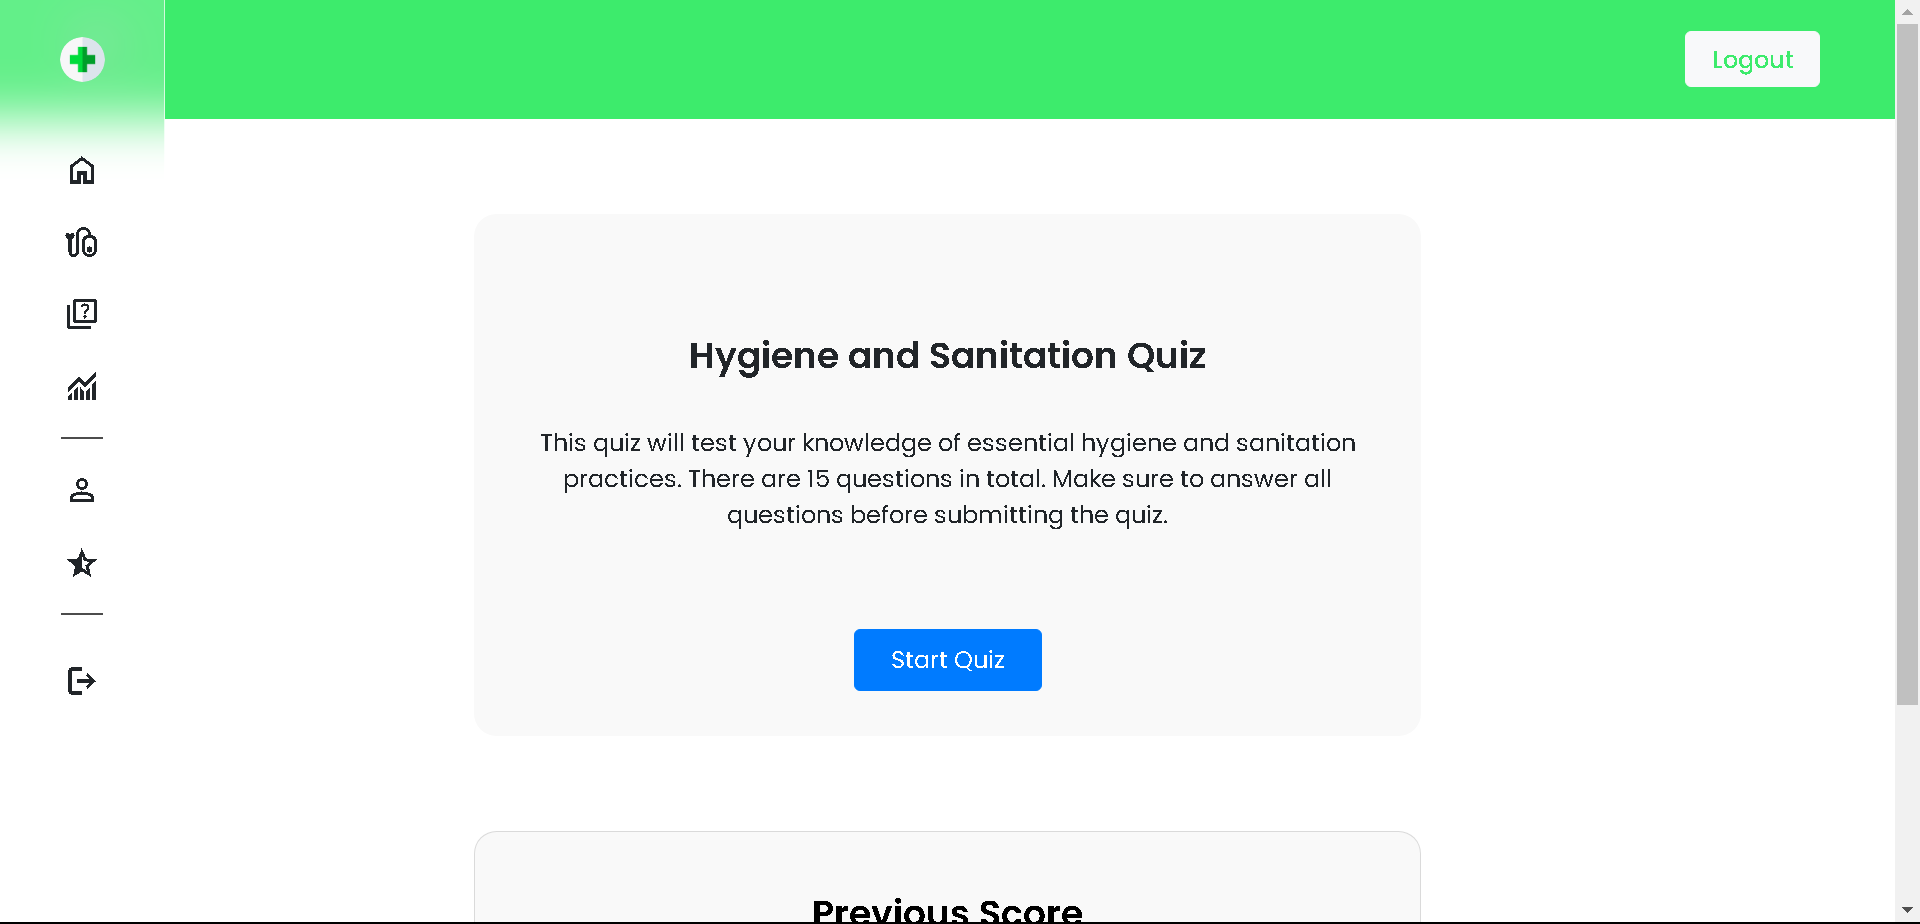 Logout
Hygiene and Sanitation Quiz
This quiz will test your knowledge of essential hygiene and sanitation
practices. There are 15 questions in total. Make sure to answer all
questions before submitting the quiz.
Start Quiz
Previous Score